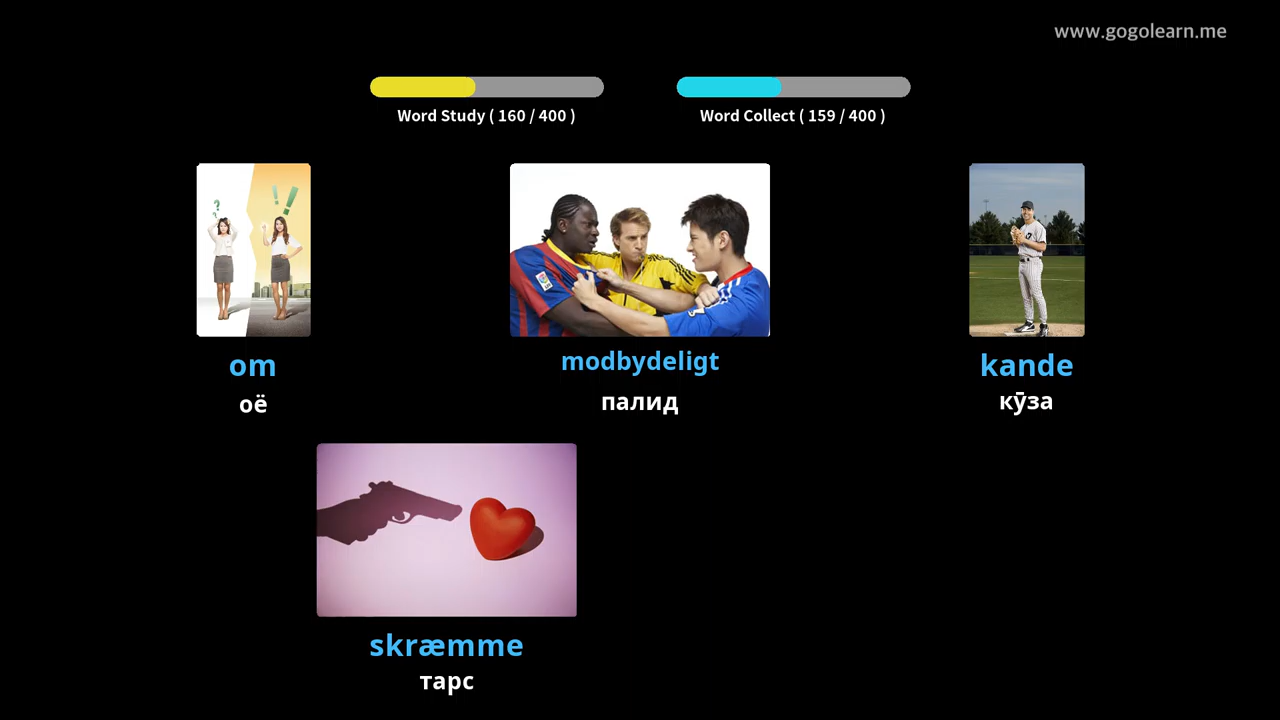 www.gogolearn.me
Word Study ( 160 / 400 )
Word Collect ( 159 / 400 )
om
оё
modbydeligt
палид
kande
кӯза
skræmme
тарс